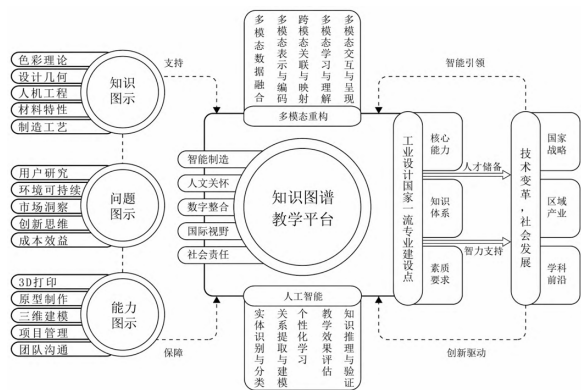 色彩理论
设计几何
人机工程
材料特性
制造工艺
知识
图示
支持
用户研究
环境可持续
市场洞察
创新思维
成本效益
问题
图示
3D打印
原型制作
三维建模
项目管理
团队沟通
能力
图示
保障
多模态数据融合
多模态表示与编码
跨模态关联与映射
多模态学习与理解
多模态交互与呈现
多模态重构
智能制造
人文关怀
数字整合
国际视野
社会责任
知识图谱
教学平台
人工智能
实体识别与分类
关系提取与建模
个性化学习
教学效果评估
知识推理与验证
工业设计国家一流专业建设点
核心
能力
知识
体系
素质
要求
智能引领
人才储备
智力支持
创新驱动
技术变革,社会发展
国家
战略
区域
产业
学科
前沿